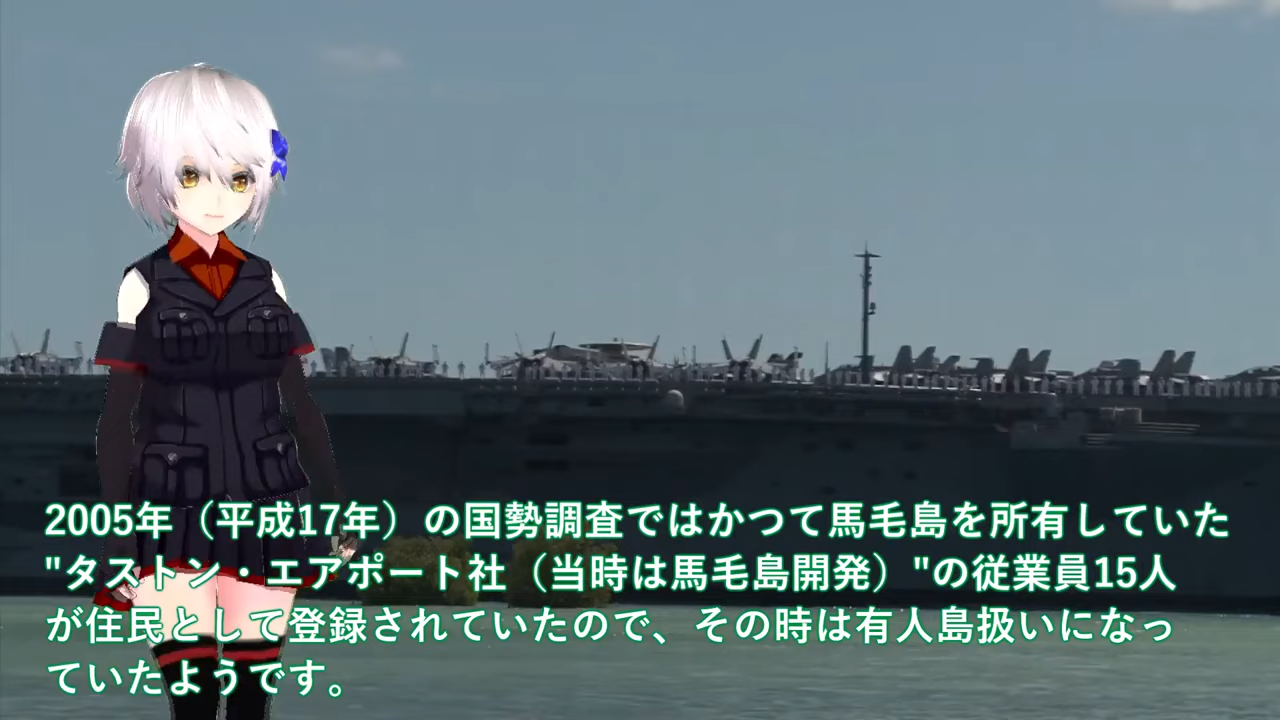 2005年（平成17年）の国勢調査ではかつて馬毛島を所有していた
"タストン・エアポート社（当時は馬毛島開発）"の従業員15人
が住民として登録されていたので、その時は有人島扱いになっ
ていたようです。